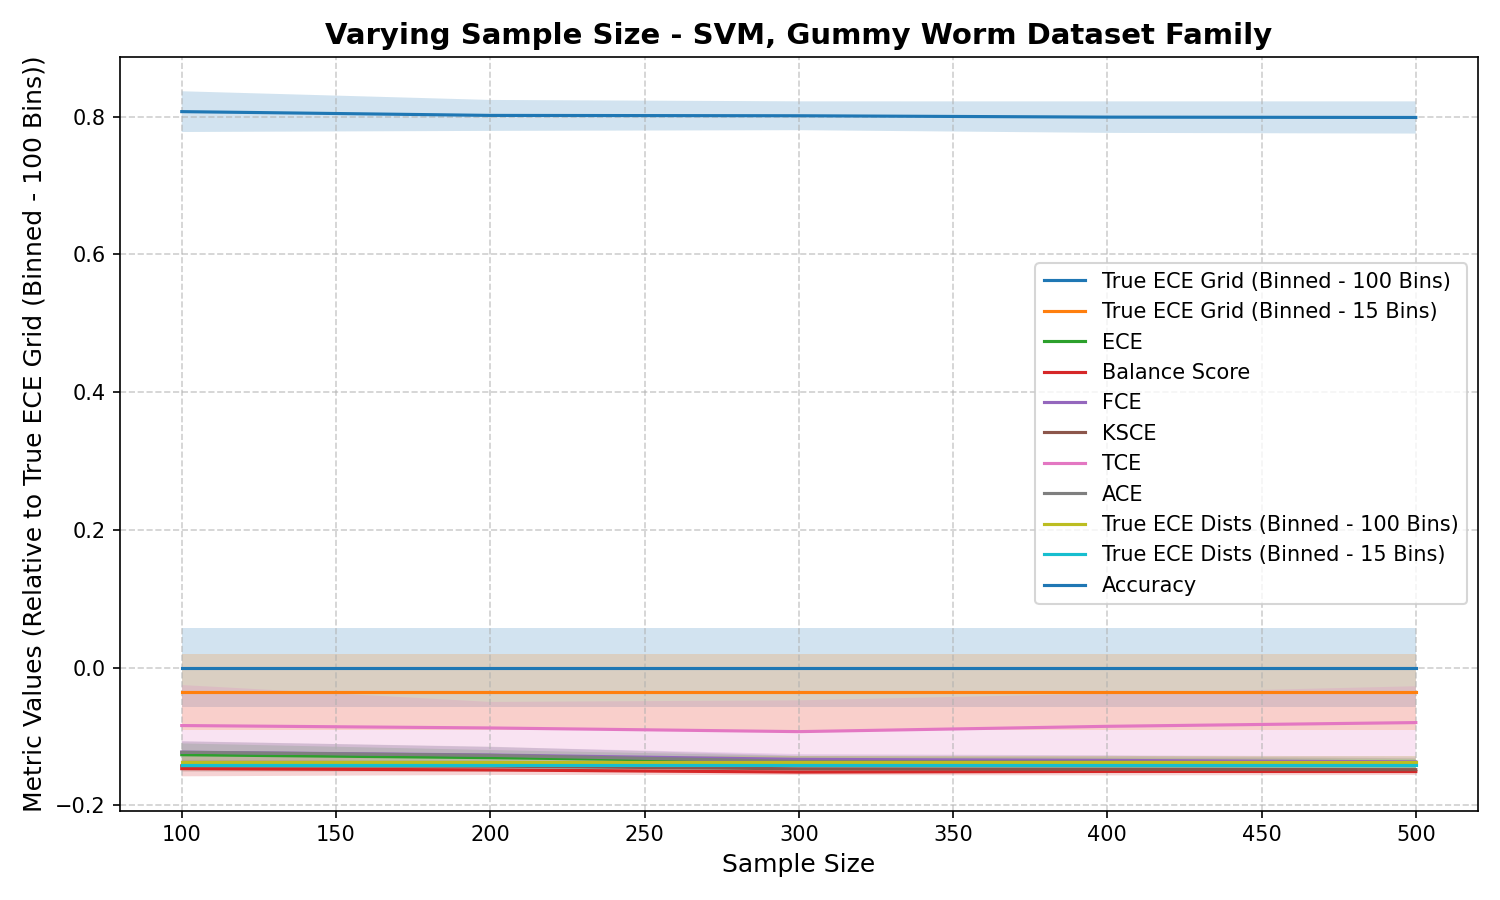 Varying Sample Size - SVM, Gummy Worm Dataset Family
Metric Values (Relative to True ECE Grid (Binned - 100 Bins))
0.8
0.6
0.4
0.2
0.0
−0.2
True ECE Grid (Binned - 100 Bins)
True ECE Grid (Binned - 15 Bins)
ECE
Balance Score
FCE
KSCE
TCE
ACE
True ECE Dists (Binned - 100 Bins)
True ECE Dists (Binned - 15 Bins)
Accuracy
100 150 200 250 300 350 400 450 500
Sample Size